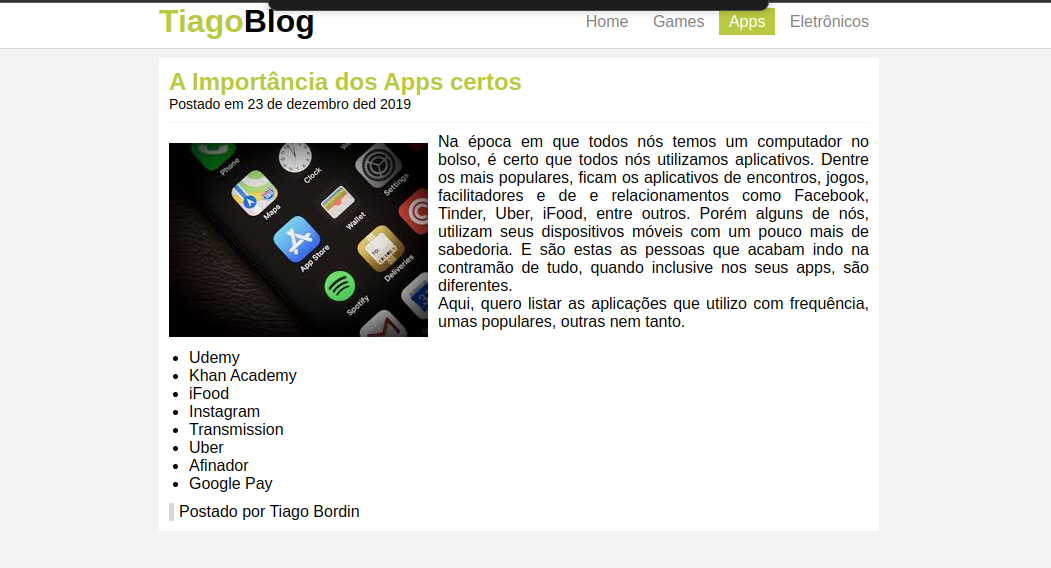 TiagoBlog
Home Games Apps Eletrônicos
A Importância dos Apps certos
Postado em 23 de dezembro ded 2019
Phone
Clock
Settings
Maps
Wallet
App Store
Deliveries
Spotify
Na época em que todos nós temos um computador no
bolso, é certo que todos nós utilizamos aplicativos. Dentre
os mais populares, ficam os aplicativos de encontros, jogos,
facilitadores e de e relacionamentos como Facebook,
Tinder, Uber, iFood, entre outros. Porém alguns de nós,
utilizam seus dispositivos móveis com um pouco mais de
sabedoria. E são estas as pessoas que acabam indo na
contramão de tudo, quando inclusive nos seus apps, são
diferentes.
Aqui, quero listar as aplicações que utilizo com frequência,
umas populares, outras nem tanto.
Udemy
Khan Academy
iFood
Instagram
Transmission
Uber
Afinador
Google Pay
Postado por Tiago Bordin